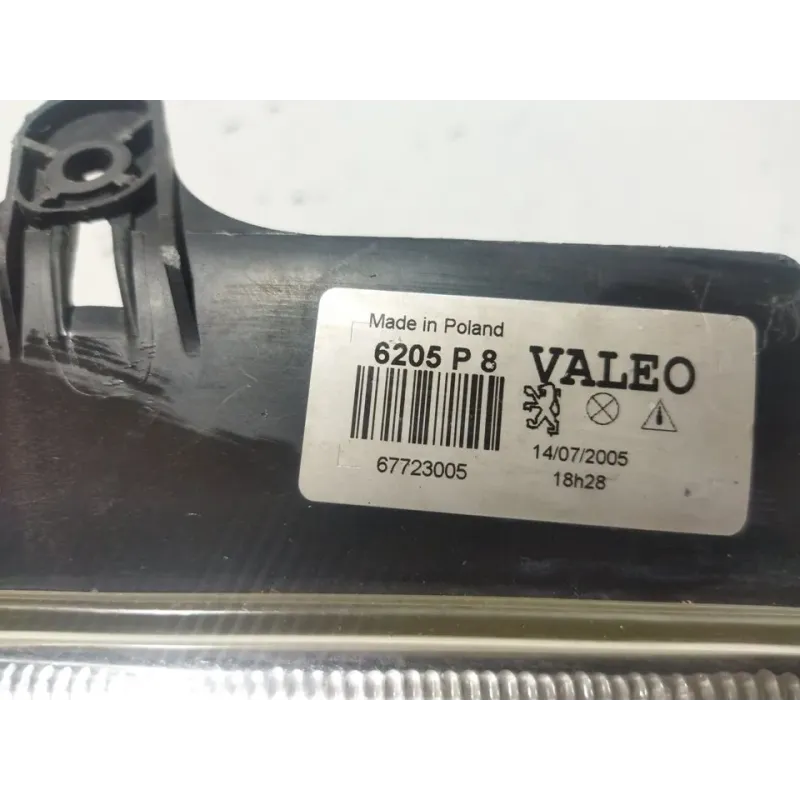 Made in Poland
6205 P 8
VALEO
67723005
14/07/2005
18h28